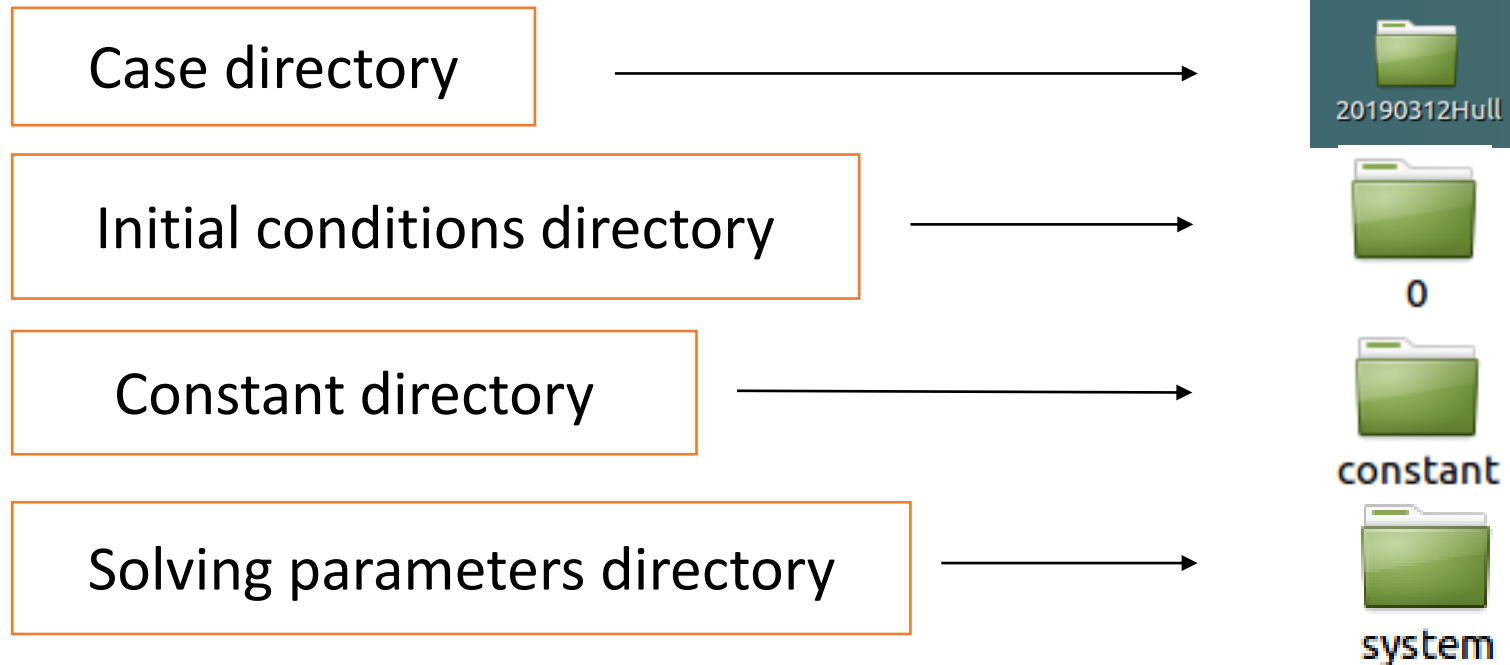 Case directory
20190312Hull
Initial conditions directory
0
Constant directory
constant
Solving parameters directory
system